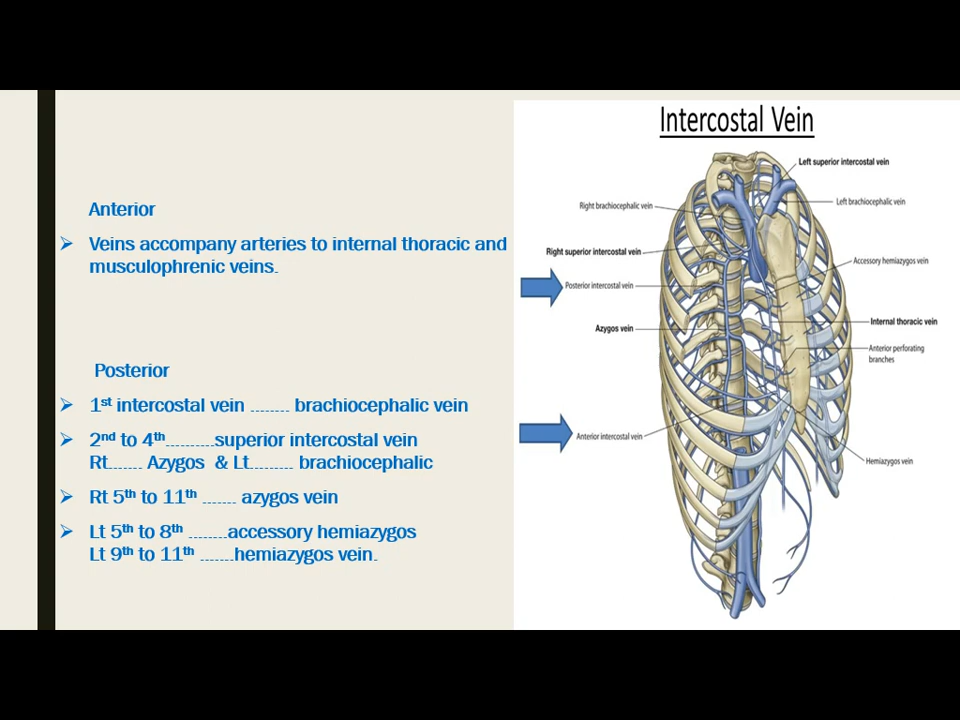 Anterior
➢ Veins accompany arteries to internal thoracic and
musculophrenic veins.
Posterior
➢ 1st intercostal vein -------- brachiocephalic vein
➢ 2nd to 4th----------superior intercostal vein
Rt------- Azygos & Lt--------- brachiocephalic
➢ Rt 5th to 11th ------- azygos vein
➢ Lt 5th to 8th --------accessory hemiazygos
Lt 9th to 11th -------hemiazygos vein.
Intercostal Vein
Left superior intercostal vein
Right brachiocephalic vein
Left brachiocephalic vein
Right superior intercostal vein
Accessory hemiazygos vein
Posterior intercostal vein
Azygos vein
Internal thoracic vein
Anterior perforating
branches
Anterior intercostal vein
Hemiazygos vein